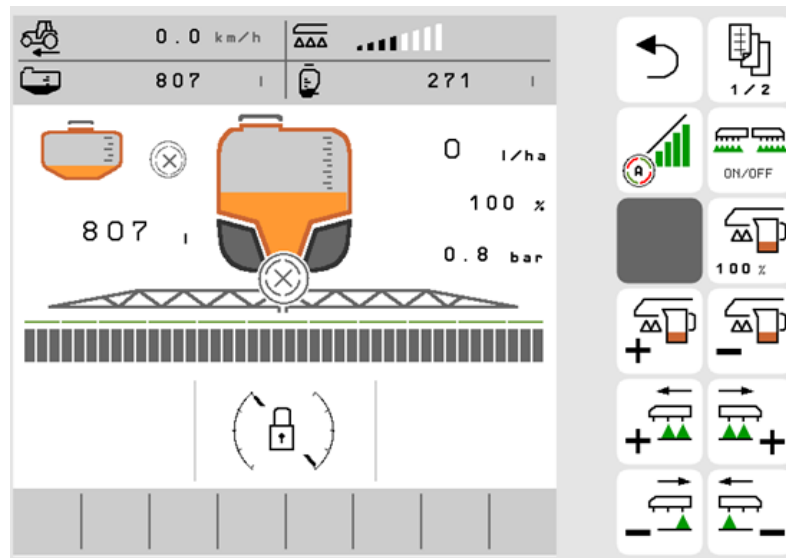 0.0 km/h
807 l
271 l
1/2
A
ON/OFF
0 l/ha
100 %
807 l
0.8 bar
100 %
+
−
+
+
−
−